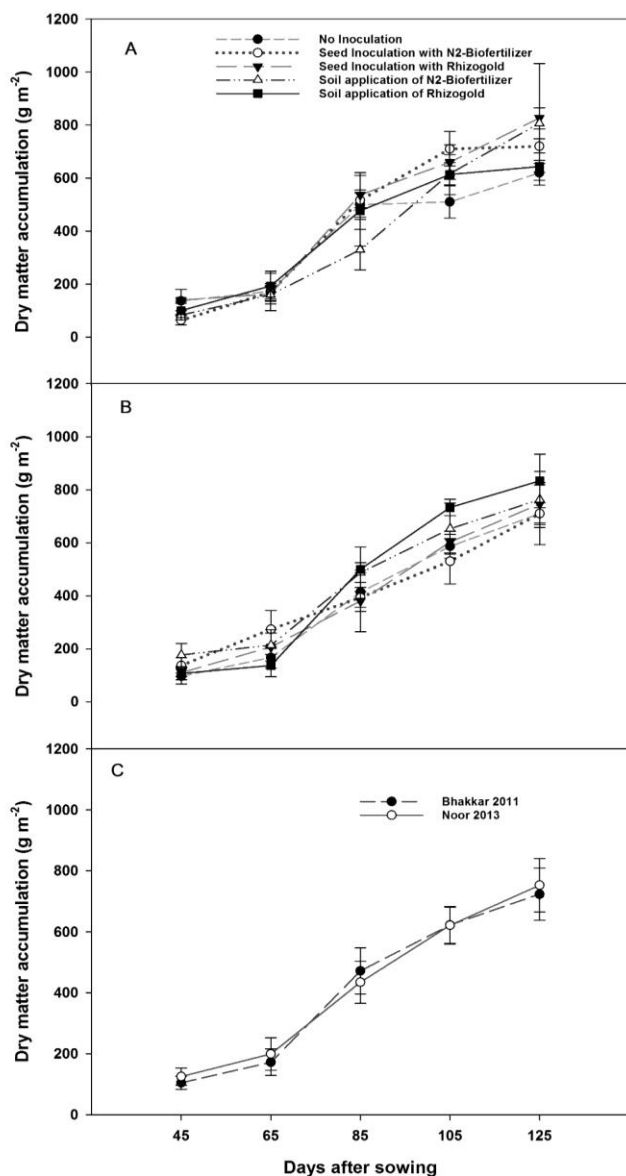 A
No Inoculation
Seed Inoculation with N2-Biofertilizer
Seed Inoculation with Rhizogold
Soil application of N2-Biofertilizer
Soil application of Rhizogold
1200
1000
800
600
400
200
0
Dry matter accumulation (g m-2)
B
1200
1000
800
600
400
200
0
Dry matter accumulation (g m-2)
C
Bhakkar 2011
Noor 2013
1200
1000
800
600
400
200
0
Dry matter accumulation (g m-2)
45 65 85 105 125
Days after sowing